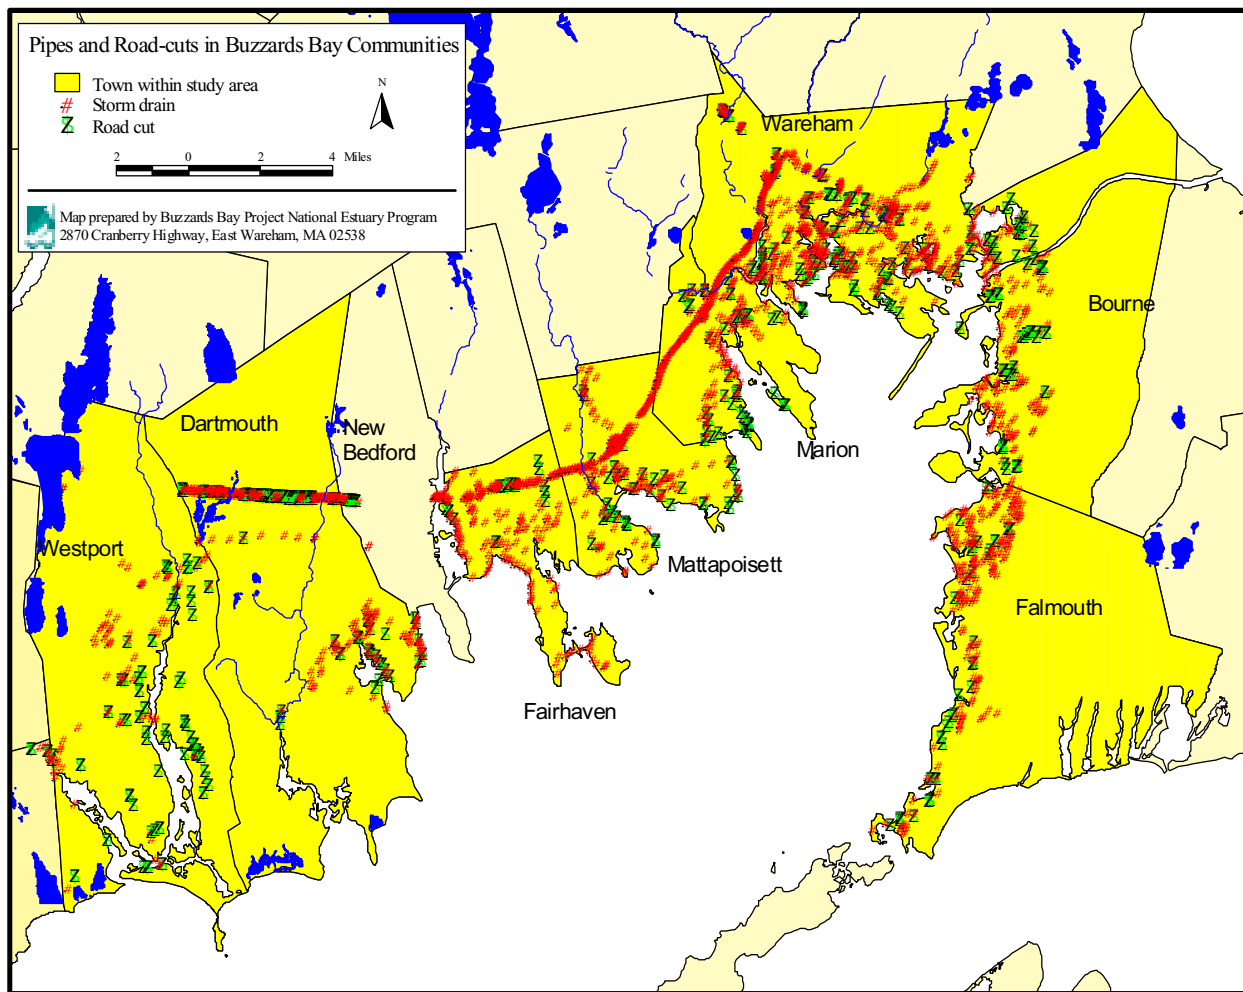 Pipes and Road-cuts in Buzzards Bay Communities
Town within study area
# Storm drain
Z Road cut
N
2 0 2 4 Miles
Map prepared by Buzzards Bay Project National Estuary Program
2870 Cranberry Highway, East Wareham, MA 02538
Wareham
Bourne
Dartmouth
New
Bedford
Marion
Westport
Mattapoisett
Falmouth
Fairhaven